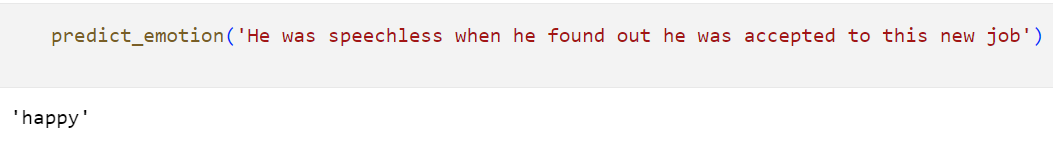 predict_emotion('He was speechless when he found out he was accepted to this new job')
'happy'